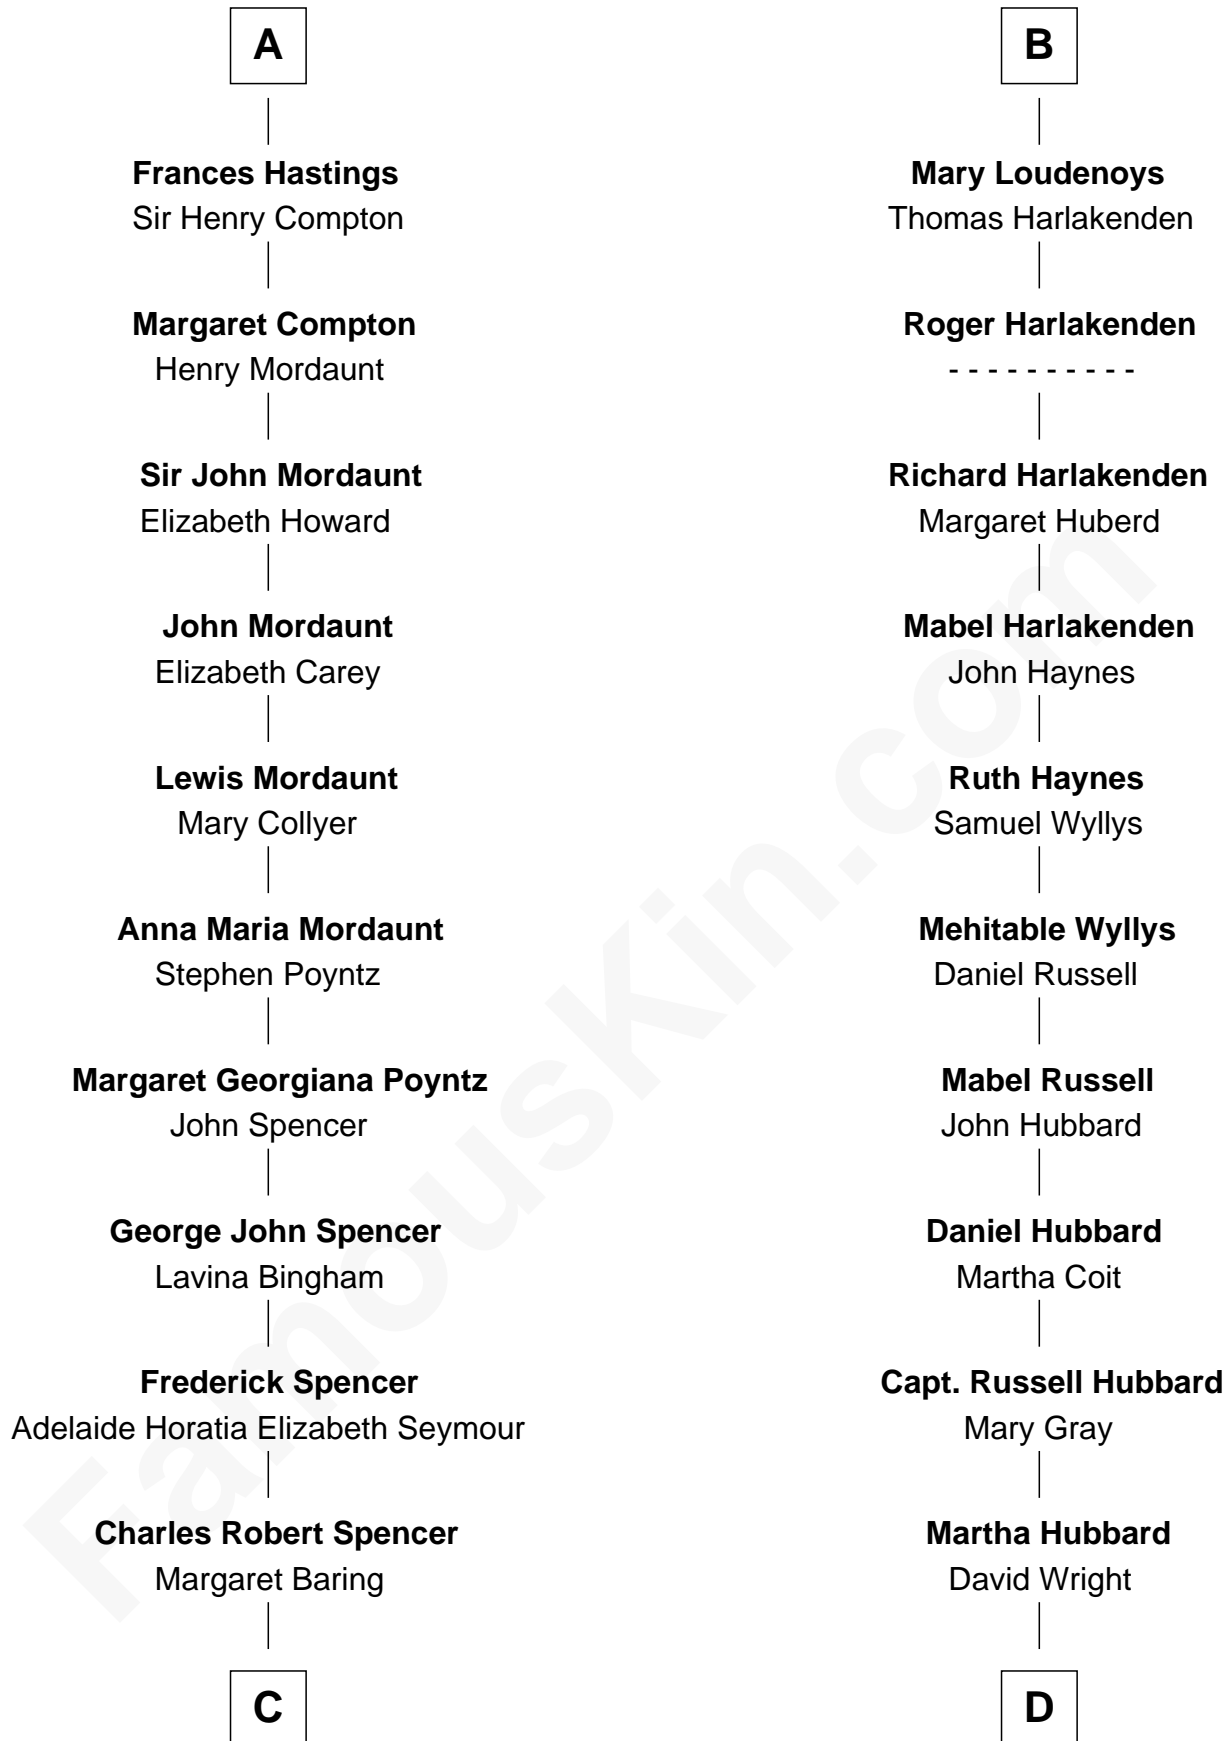 A
Frances Hastings
Sir Henry Compton
Margaret Compton
Henry Mordaunt
Sir John Mordaunt
Elizabeth Howard
John Mordaunt
Elizabeth Carey
Lewis Mordaunt
Mary Collyer
Anna Maria Mordaunt
Stephen Poyntz
Margaret Georgiana Poyntz
John Spencer
George John Spencer
Lavina Bingham
Frederick Spencer
Adelaide Horatia Elizabeth Seymour
Charles Robert Spencer
Margaret Baring
C
B
Mary Loudenoys
Thomas Harlakenden
Roger Harlakenden
- - - - - - - - - -
Richard Harlakenden
Margaret Huberd
Mabel Harlakenden
John Haynes
Ruth Haynes
Samuel Wyllys
Mehitable Wyllys
Daniel Russell
Mabel Russell
John Hubbard
Daniel Hubbard
Martha Coit
Capt. Russell Hubbard
Mary Gray
Martha Hubbard
David Wright
D
FamousKin.com